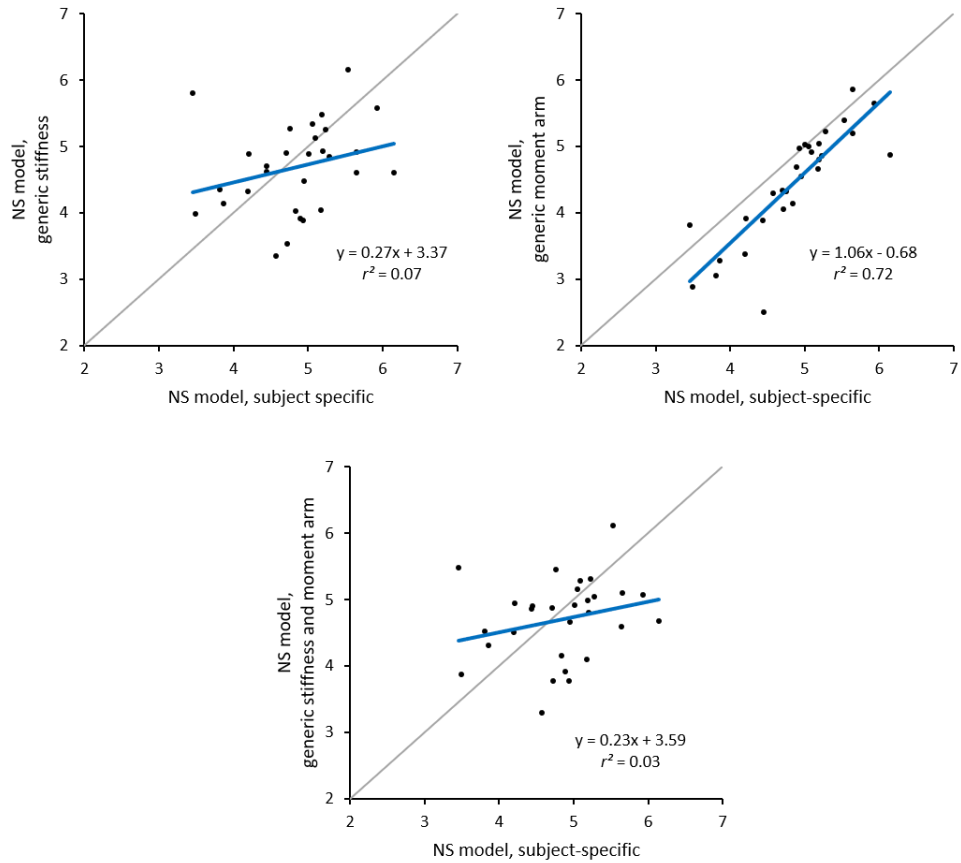 NS model,
generic stiffness
7
6
5
4
3
2
y = 0.27x + 3.37
r² = 0.07
2 3 4 5 6 7
NS model, subject specific
NS model,
generic moment arm
7
6
5
4
3
2
y = 1.06x - 0.68
r² = 0.72
2 3 4 5 6 7
NS model, subject-specific
NS model,
generic stiffness and moment arm
7
6
5
4
3
2
y = 0.23x + 3.59
r² = 0.03
2 3 4 5 6 7
NS model, subject-specific